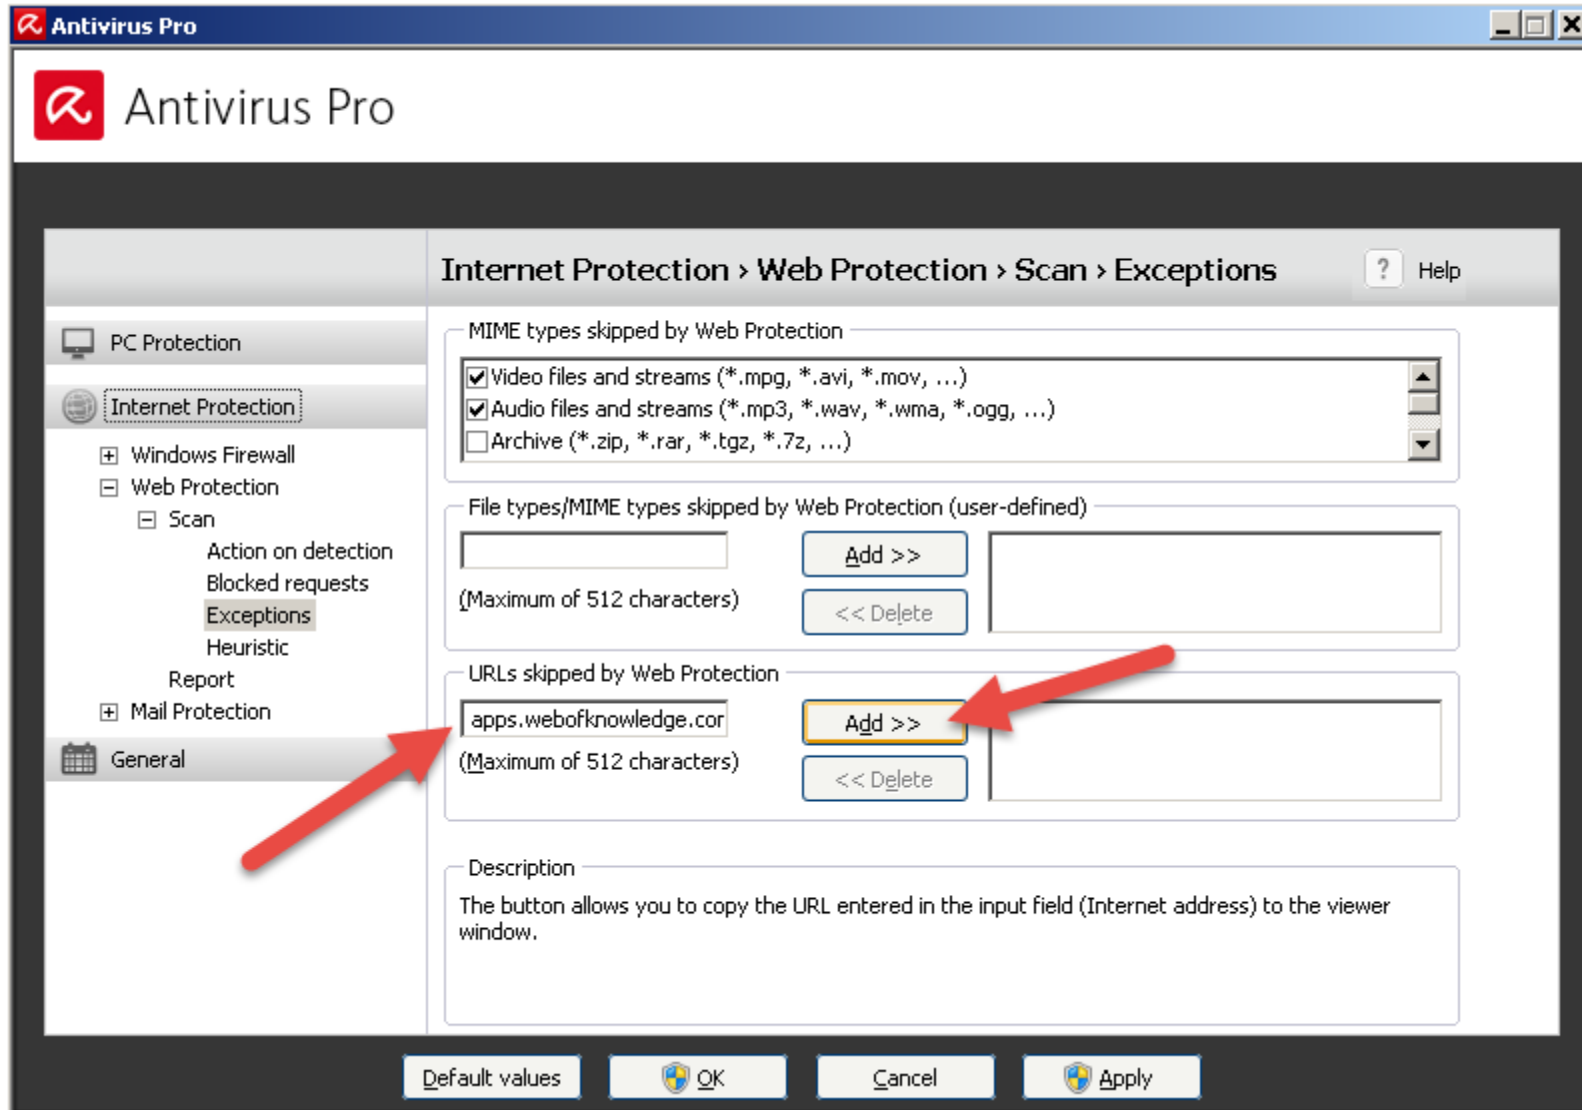 Antivirus Pro
Antivirus Pro
Internet Protection > Web Protection > Scan > Exceptions
? Help
PC Protection
Internet Protection
Windows Firewall
Web Protection
Scan
Action on detection
Blocked requests
Exceptions
Heuristic
Report
Mail Protection
General
MIME types skipped by Web Protection
Video files and streams (*.mpg, *.avi, *.mov, ...)
Audio files and streams (*.mp3, *.wav, *.wma, *.ogg, ...)
Archive (*.zip, *.rar, *.tgz, *.7z, ...)
File types/MIME types skipped by Web Protection (user-defined)
Add >>
(Maximum of 512 characters)
<< Delete
URLs skipped by Web Protection
apps.webofknowledge.cor
Add >>
(Maximum of 512 characters)
<< Delete
Description
The button allows you to copy the URL entered in the input field (Internet address) to the viewer
window.
Default values
OK
Cancel
Apply